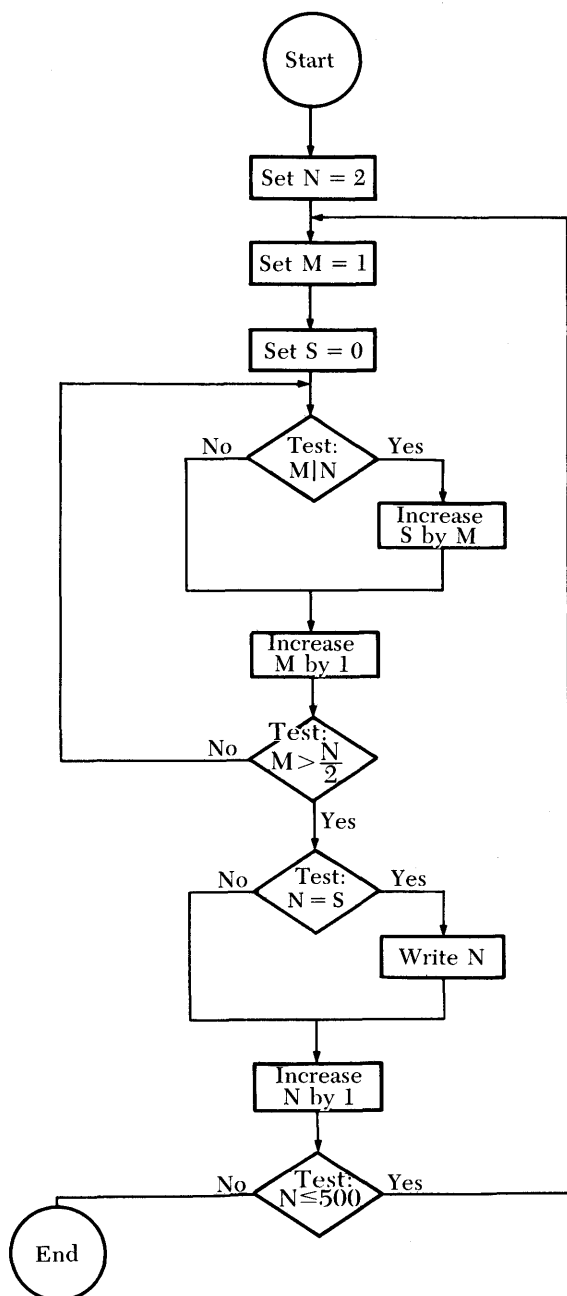 Start
Set N = 2
Set M = 1
Set S = 0
No
Test:
Yes
M|N
Increase
S by M
Increase
M by 1
Test:
No
M > N/2
Yes
No
Test:
Yes
N = S
Write N
Increase
N by 1
No
Test:
Yes
N≤500
End